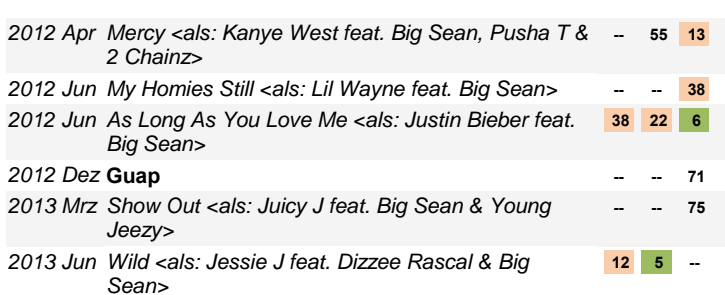 2012 Apr Mercy <als: Kanye West feat. Big Sean, Pusha T & -- 55 13
2 Chainz>
2012 Jun My Homies Still <als: Lil Wayne feat. Big Sean> -- -- 38
2012 Jun As Long As You Love Me <als: Justin Bieber feat. 38 22 6
Big Sean>
2012 Dez Guap -- -- 71
2013 Mrz Show Out <als: Juicy J feat. Big Sean & Young -- -- 75
Jeezy>
2013 Jun Wild <als: Jessie J feat. Dizzee Rascal & Big 12 5 --
Sean>